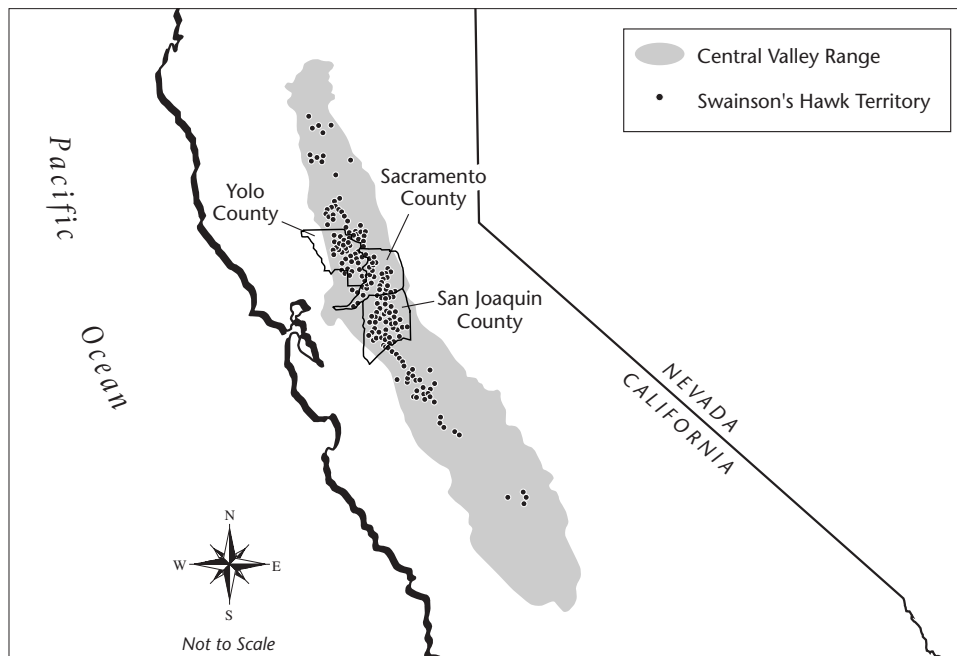 Central Valley Range
Swainson's Hawk Territory
Pacific
Ocean
Yolo
County
Sacramento
County
San Joaquin
County
NEVADA
CALIFORNIA
N
W
E
S
Not to Scale